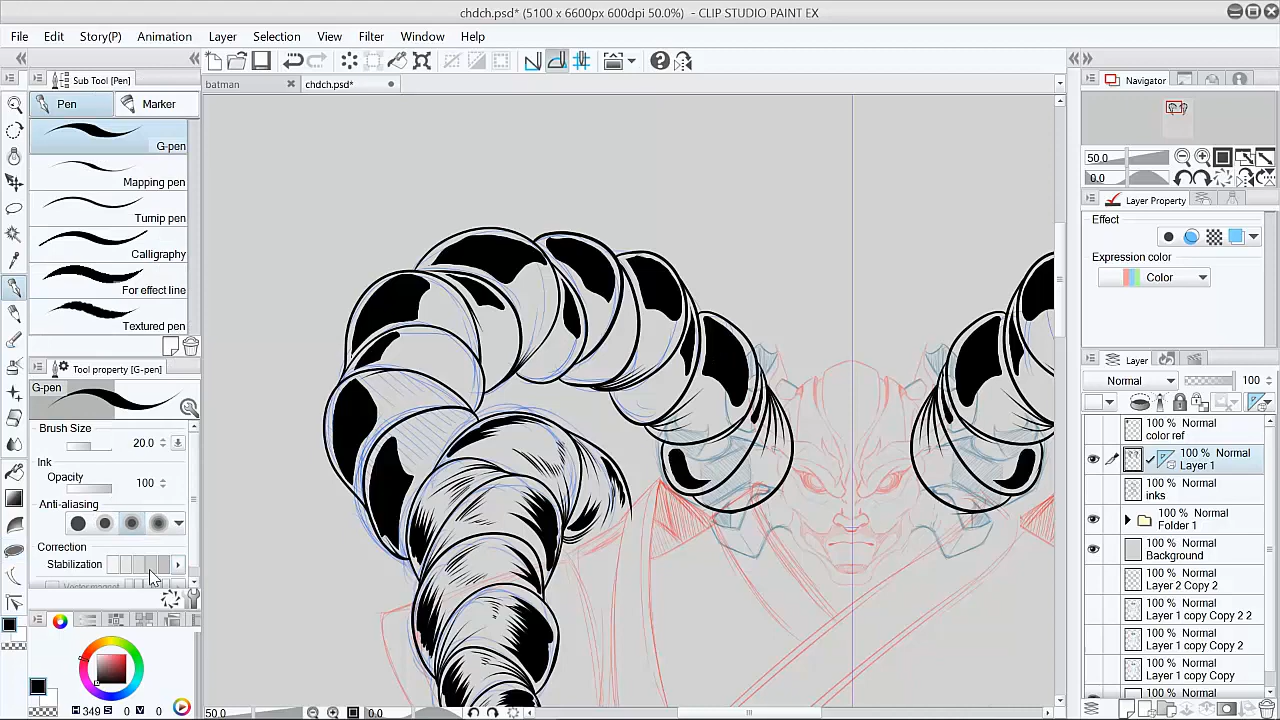 chdch.psd* (5100 x 6600px 600dpi 50.0%)  - CLIP STUDIO PAINT EX
File Edit Story(P) Animation Layer Selection View Filter Window Help
Sub Tool [Pen]
batman
chdch.psd*
Navigator
Pen
Marker
G-pen
Mapping pen
Turnip pen
Calligraphy
For effect line
Textured pen
Tool property [G-pen]
G-pen
Brush Size
20.0
Ink
Opacity
100
Anti-aliasing
Correction
Stabilization
Vector magnet
H 349 S 0 V 0
50.0
0.0
50.0
0.0
Layer Property
Effect
Expression color
Color
Layer
Normal
100
100 % Normal
color ref
100 % Normal
Layer 1
100 % Normal
inks
100 % Normal
Folder 1
100 % Normal
Background
100 % Normal
Layer 2 Copy 2
100 % Normal
Layer 1 copy Copy 2 2
100 % Normal
Layer 1 copy Copy 2
100 % Normal
Layer 1 copy Copy
100 % Normal